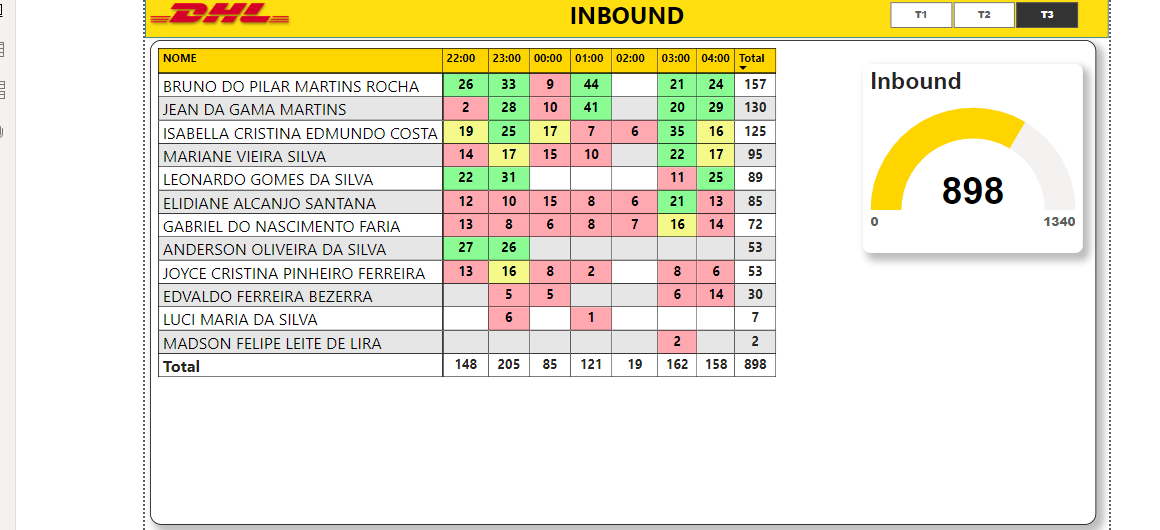 DHL INBOUND T1 T2 T3
NOME 22:00 23:00 00:00 01:00 02:00 03:00 04:00 Total
BRUNO DO PILAR MARTINS ROCHA 26 33 9 44 21 24 157
JEAN DA GAMA MARTINS 2 28 10 41 20 29 130
ISABELLA CRISTINA EDMUNDO COSTA 19 25 17 7 6 35 16 125
MARIANE VIEIRA SILVA 14 17 15 10 22 17 95
LEONARDO GOMES DA SILVA 22 31 11 25 89
ELIDIANE ALCANJO SANTANA 12 10 15 8 6 21 13 85
GABRIEL DO NASCIMENTO FARIA 13 8 6 8 7 16 14 72
ANDERSON OLIVEIRA DA SILVA 27 26 53
JOYCE CRISTINA PINHEIRO FERREIRA 13 16 8 2 8 6 53
EDVALDO FERREIRA BEZERRA 5 5 6 14 30
LUCI MARIA DA SILVA 6 1 7
MADSON FELIPE LEITE DE LIRA 2 2
Total 148 205 85 121 19 162 158 898
Inbound
898
0 1340